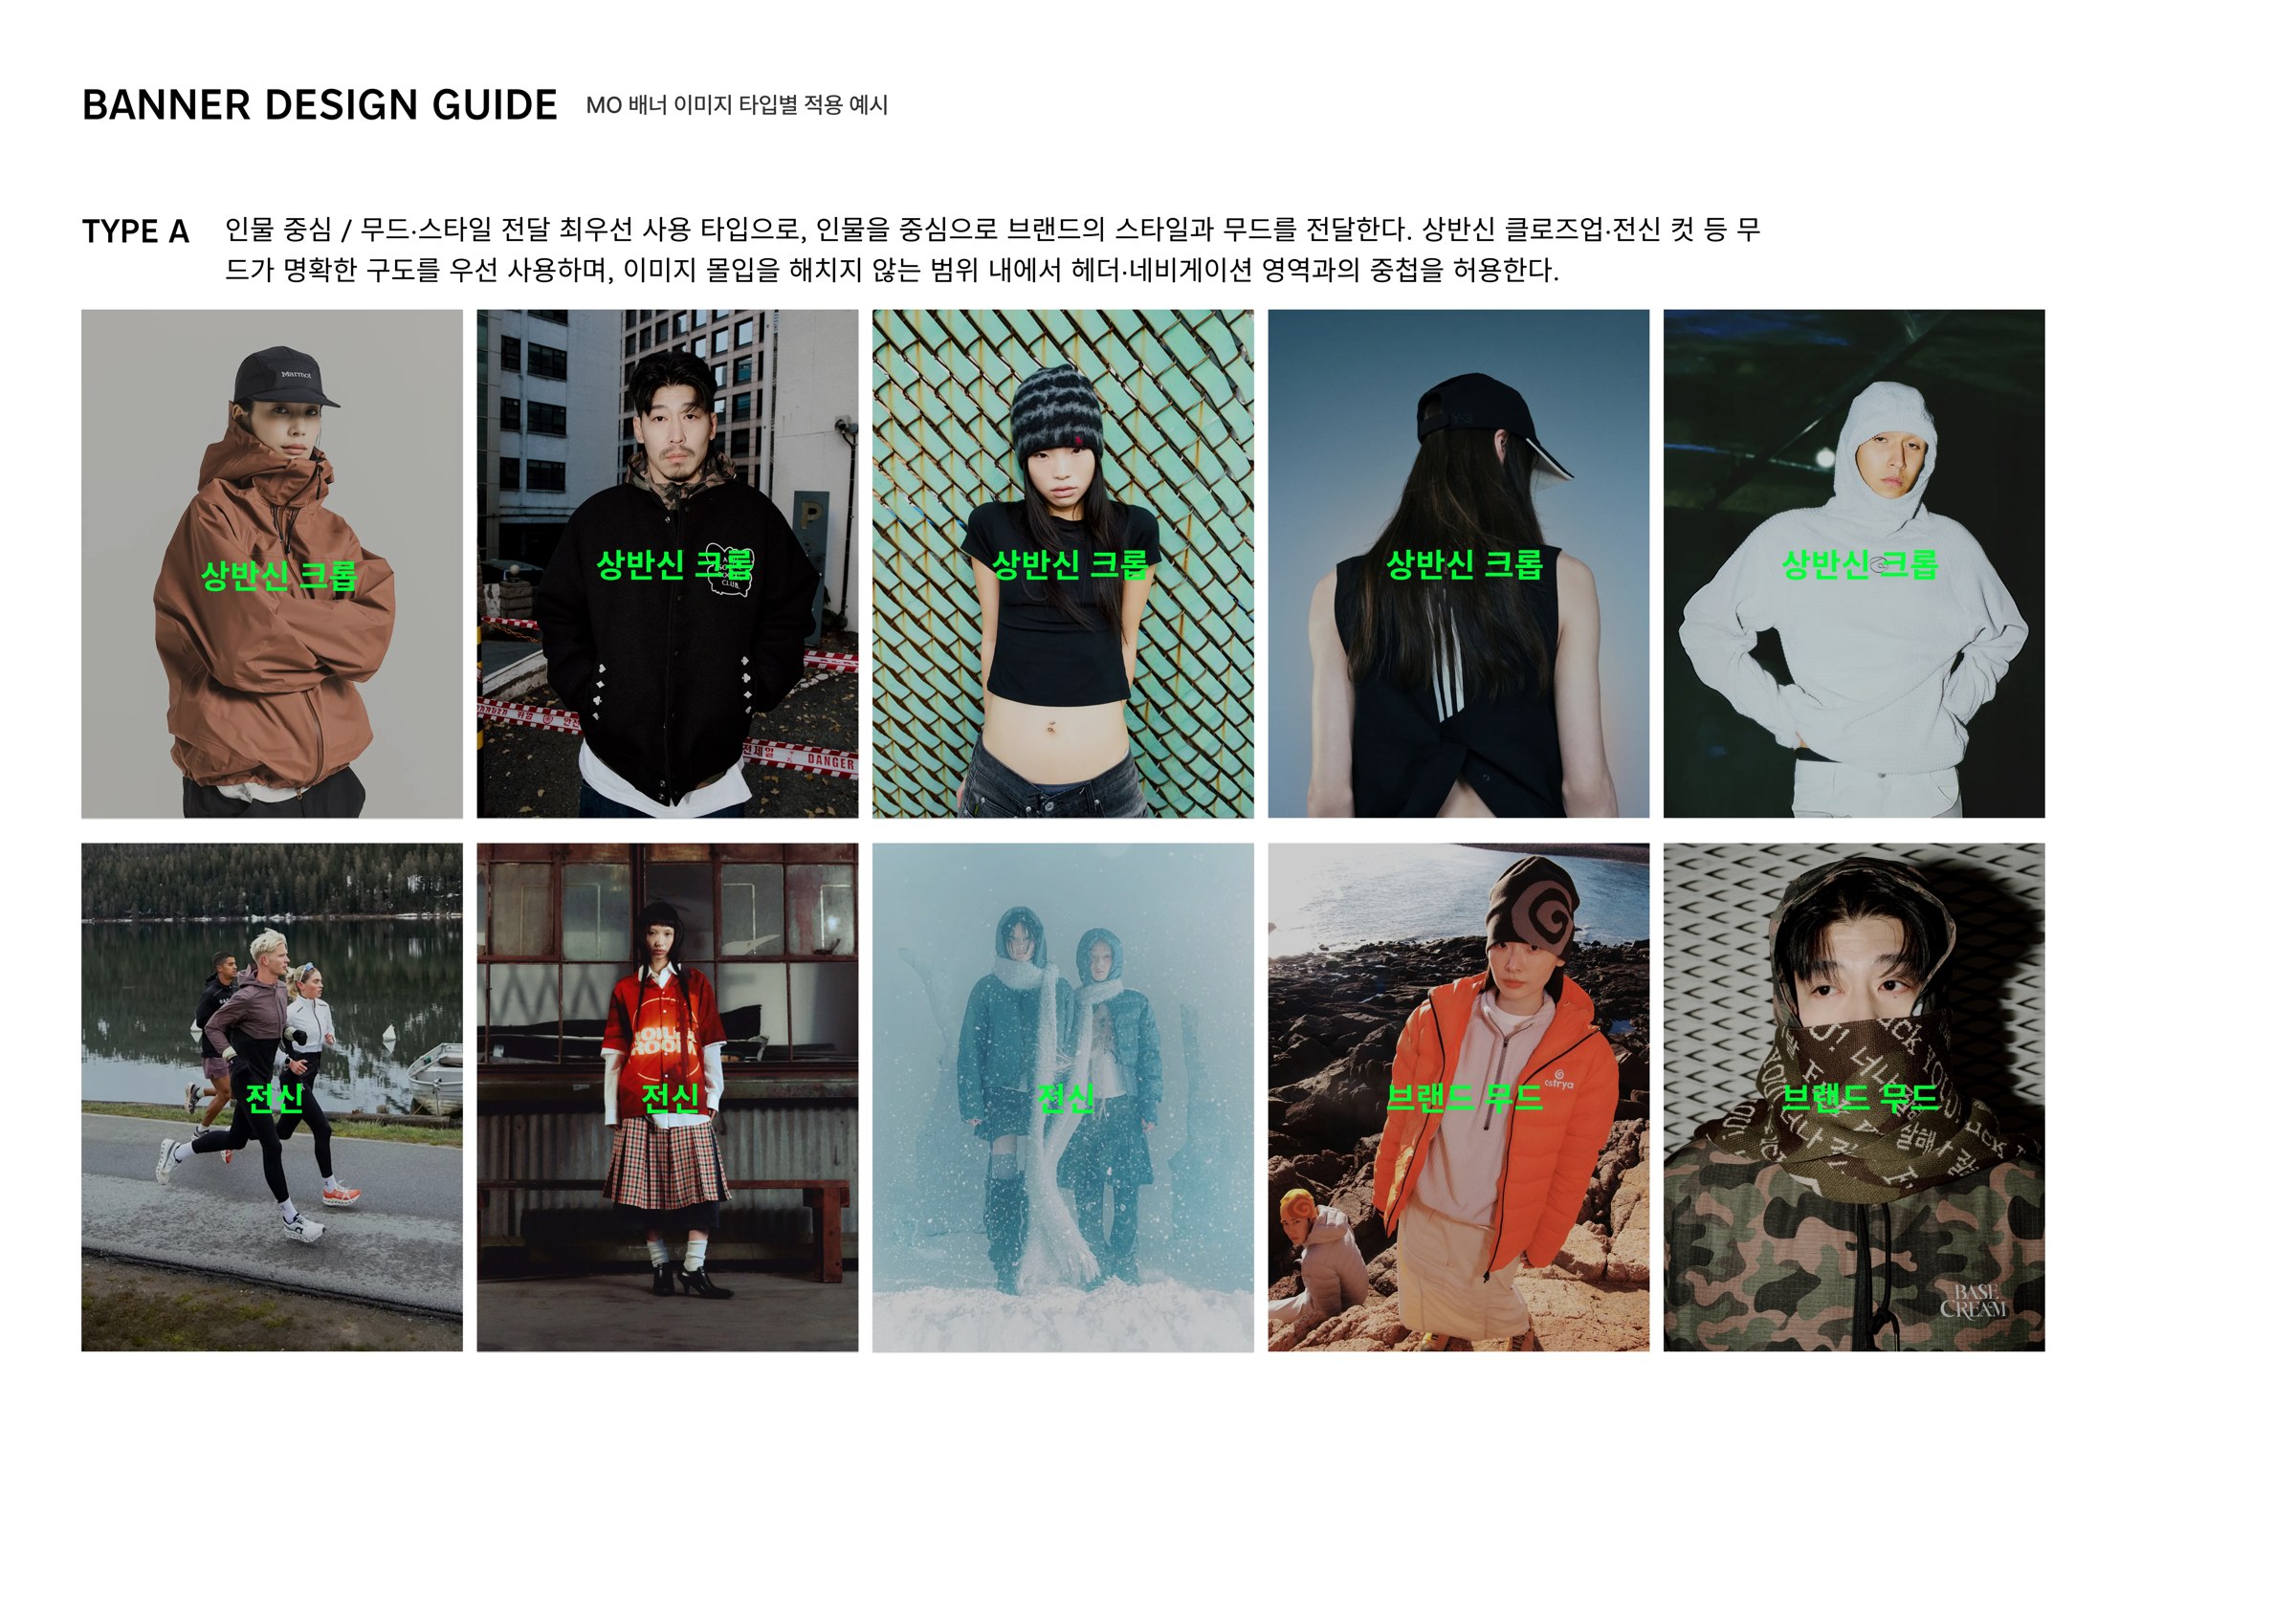 BANNER DESIGN GUIDE MO 배너 이미지 타입별 적용 예시
TYPE A 인물 중심 / 무드·스타일 전달 최우선 사용 타입으로, 인물을 중심으로 브랜드의 스타일과 무드를 전달한다. 상반신 클로즈업·전신 컷 등 무
드가 명확한 구도를 우선 사용하며, 이미지 몰입을 해치지 않는 범위 내에서 헤더·네비게이션 영역과의 중첩을 허용한다.
Marmot
상반신 크롭
P
상반신 크롭
CLUB
DANGER
상반신 크롭
Y-3
상반신 크롭
상반신 크롭
전신
전신
전신
ostrya
브랜드 무드
브랜드 무드
BASE
CREAM